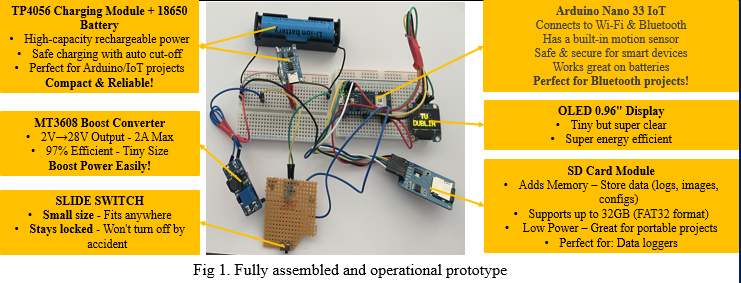 TP4056 Charging Module + 18650
Battery
• High-capacity rechargeable power
• Safe charging with auto cut-off
• Perfect for Arduino/IoT projects
Compact & Reliable!
MT3608 Boost Converter
• 2V→28V Output - 2A Max
• 97% Efficient - Tiny Size
Boost Power Easily!
SLIDE SWITCH
• Small size - Fits anywhere
• Stays locked - Won't turn off by
accident
Li-ion battery
TU
DUBLIN
Arduino Nano 33 IoT
Connects to Wi-Fi & Bluetooth
Has a built-in motion sensor
Safe & secure for smart devices
Works great on batteries
Perfect for Bluetooth projects!
OLED 0.96" Display
• Tiny but super clear
• Super energy efficient
SD Card Module
• Adds Memory – Store data (logs, images,
configs)
• Supports up to 32GB (FAT32 format)
• Low Power – Great for portable projects
• Perfect for: Data loggers
Fig 1. Fully assembled and operational prototype